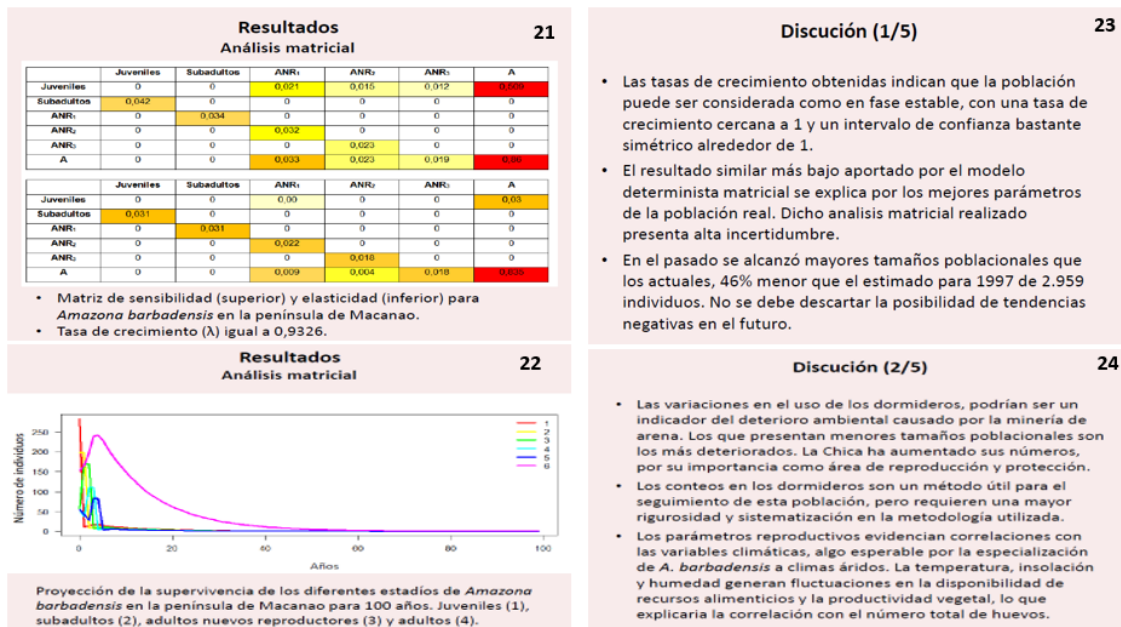 Resultados
21
Análisis matricial
Juveniles Subadultos ANR₁ ANR₂ ANR₃ A
Juveniles 0 0 0,021 0,015 0,012
Subadultos 0,042 0 0 0 0 0
ANR₁ 0 0,034 0 0 0 0
ANR₂ 0 0 0,032 0 0 0
ANR₃ 0 0 0 0,023 0 0
A 0 0 0,033 0,023 0,019
Juveniles Subadultos ANR₁ ANR₂ ANR₃ A
Juveniles 0 0 0,00 0 0 0,03
Subadultos 0,031 0 0 0 0 0
ANR₁ 0 0,031 0 0 0 0
ANR₂ 0 0 0,022 0 0 0
ANR₃ 0 0 0 0,018 0 0
A 0 0 0,009 0,004 0,018
• Matriz de sensibilidad (superior) y elasticidad (inferior) para
Amazona barbadensis en la península de Macanao.
• Tasa de crecimiento (λ) igual a 0,9326.
Resultados
22
Análisis matricial
Número de individuos
250
200
150
100
50
0
1
2
3
4
5
6
0 20 40 60 80 100
Años
Proyección de la supervivencia de los diferentes estadíos de Amazona
barbadensis en la península de Macanao para 100 años. Juveniles (1),
subadultos (2), adultos nuevos reproductores (3) y adultos (4).
Discución (1/5)
23
• Las tasas de crecimiento obtenidas indican que la población
puede ser considerada como en fase estable, con una tasa de
crecimiento cercana a 1 y un intervalo de confianza bastante
simétrico alrededor de 1.
• El resultado similar más bajo aportado por el modelo
determinista matricial se explica por los mejores parámetros
de la población real. Dicho analisis matricial realizado
presenta alta incertidumbre.
• En el pasado se alcanzó mayores tamaños poblacionales que
los actuales, 46% menor que el estimado para 1997 de 2.959
individuos. No se debe descartar la posibilidad de tendencias
negativas en el futuro.
Discución (2/5)
24
• Las variaciones en el uso de los dormideros, podrían ser un
indicador del deterioro ambiental causado por la minería de
arena. Los que presentan menores tamaños poblacionales son
los más deteriorados. La Chica ha aumentado sus números,
por su importancia como área de reproducción y protección.
• Los conteos en los dormideros son un método útil para el
seguimiento de esta población, pero requieren una mayor
rigurosidad y sistematización en la metodología utilizada.
• Los parámetros reproductivos evidencian correlaciones con
las variables climáticas, algo esperable por la especialización
de A. barbadensis a climas áridos. La temperatura, insolación
y humedad generan fluctuaciones en la disponibilidad de
recursos alimenticios y la productividad vegetal, lo que
explicaria la correlación con el número total de huevos.